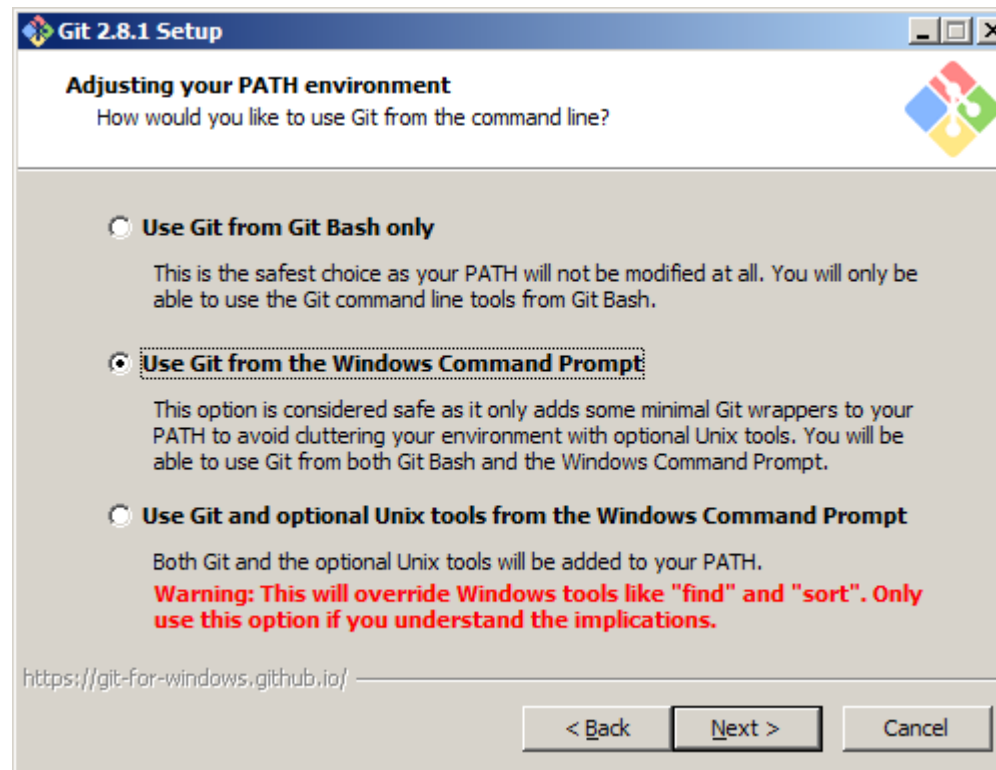 Git 2.8.1 Setup
Adjusting your PATH environment
How would you like to use Git from the command line?
Use Git from Git Bash only
This is the safest choice as your PATH will not be modified at all. You will only be
able to use the Git command line tools from Git Bash.
Use Git from the Windows Command Prompt
This option is considered safe as it only adds some minimal Git wrappers to your
PATH to avoid cluttering your environment with optional Unix tools. You will be
able to use Git from both Git Bash and the Windows Command Prompt.
Use Git and optional Unix tools from the Windows Command Prompt
Both Git and the optional Unix tools will be added to your PATH.
Warning: This will override Windows tools like "find" and "sort". Only
use this option if you understand the implications.
https://git-for-windows.github.io/
< Back Next > Cancel